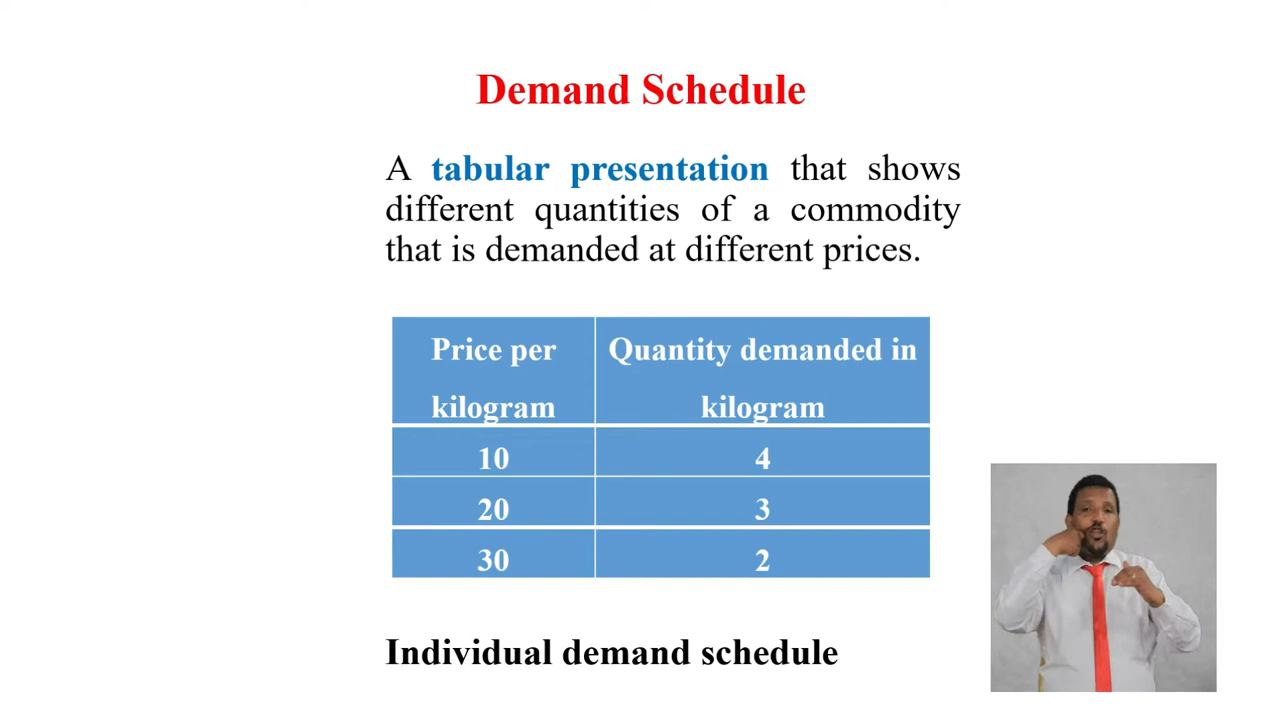 Demand Schedule
A tabular presentation that shows
different quantities of a commodity
that is demanded at different prices.
Price per kilogram
Quantity demanded in kilogram
10 4
20 3
30 2
Individual demand schedule